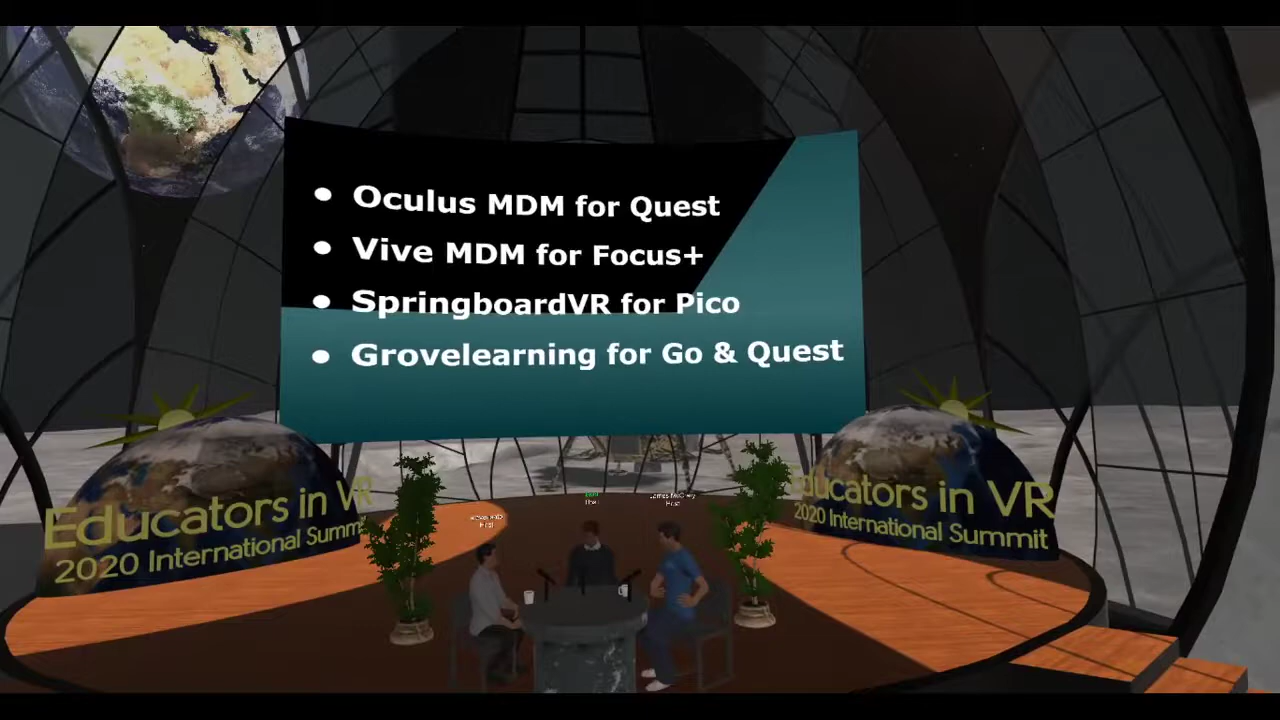 Oculus MDM for Quest
Vive MDM for Focus+
SpringboardVR for Pico
Grovelearning for Go & Quest
Educators in VR
2020 International Summit
Educators in VR
2020 International Summit